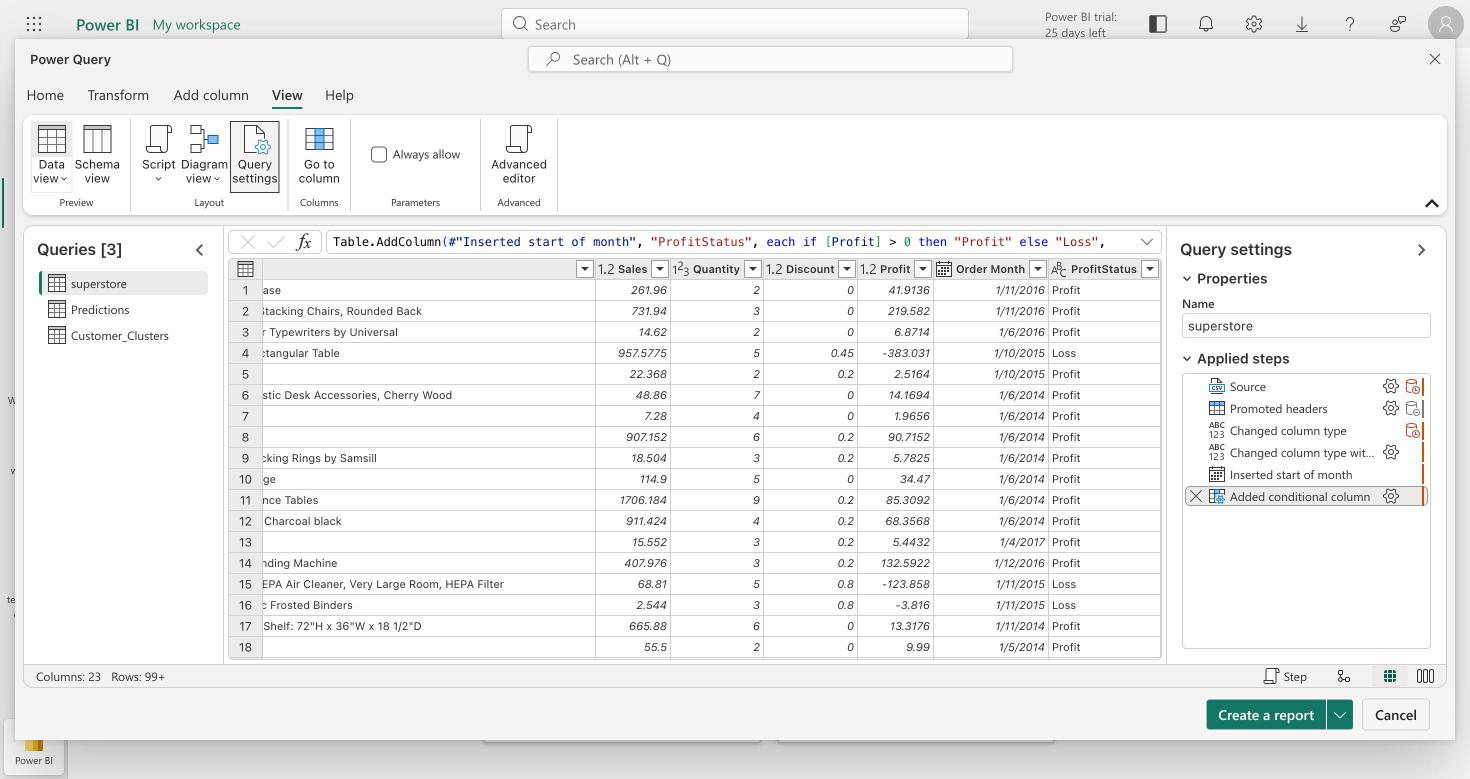 Power BI My workspace
Search
Power BI trial:
25 days left
Power Query
Search (Alt + Q)
Home Transform Add column View Help
Data view
Schema view
Script
Diagram view
Query settings
Go to column
Always allow
Advanced editor
Preview Layout Columns Parameters Advanced
Queries [3]
superstore
Predictions
Customer_Clusters
fx Table.AddColumn(#"Inserted start of month", "ProfitStatus", each if [Profit] > 0 then "Profit" else "Loss",
1.2 Sales 1²3 Quantity 1.2 Discount 1.2 Profit Order Month ABC ProfitStatus
1 ase 261.96 2 0 41.9136 1/11/2016 Profit
2 Stacking Chairs, Rounded Back 731.94 3 0 219.582 1/11/2016 Profit
3 r Typewriters by Universal 14.62 2 0 6.8714 1/6/2016 Profit
4 ctangular Table 957.5775 5 0.45 -383.031 1/10/2015 Loss
5 22.368 2 0.2 2.5164 1/10/2015 Profit
6 stic Desk Accessories, Cherry Wood 48.86 7 0 14.1694 1/6/2014 Profit
7 7.28 4 0 1.9656 1/6/2014 Profit
8 907.152 6 0.2 90.7152 1/6/2014 Profit
9 cking Rings by Samsill 18.504 3 0.2 5.7825 1/6/2014 Profit
10 ge 114.9 5 0 34.47 1/6/2014 Profit
11 nce Tables 1706.184 9 0.2 85.3092 1/6/2014 Profit
12 Charcoal black 911.424 4 0.2 68.3568 1/6/2014 Profit
13 15.552 3 0.2 5.4432 1/4/2017 Profit
14 nding Machine 407.976 3 0.2 132.5922 1/12/2016 Profit
15 EPA Air Cleaner, Very Large Room, HEPA Filter 68.81 5 0.8 -123.858 1/11/2015 Loss
16 c Frosted Binders 2.544 3 0.8 -3.816 1/11/2015 Loss
17 Shelf: 72"H x 36"W x 18 1/2"D 665.88 6 0 13.3176 1/11/2014 Profit
18 55.5 2 0 9.99 1/5/2014 Profit
Query settings
Properties
Name
superstore
Applied steps
Source
Promoted headers
Changed column type
Changed column type wit...
Inserted start of month
Added conditional column
Columns: 23 Rows: 99+
Step
Create a report
Cancel
Power BI